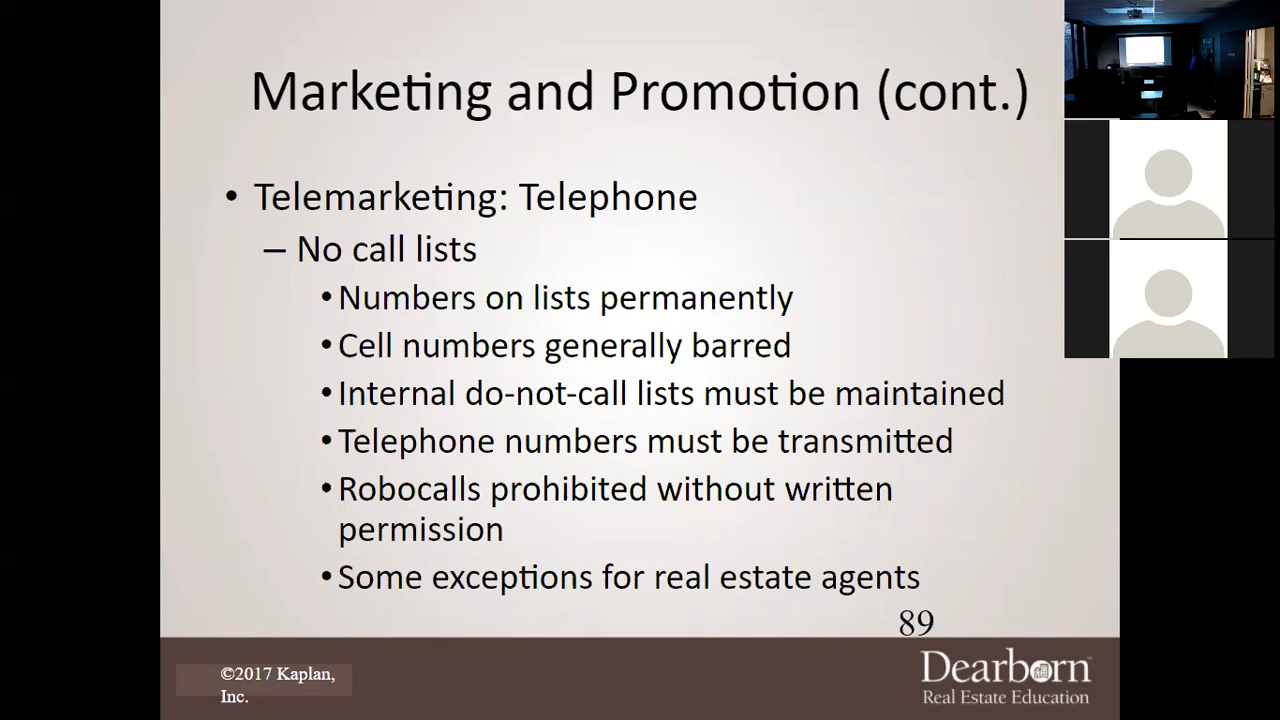 Marketing and Promotion (cont.)
• Telemarketing: Telephone
– No call lists
• Numbers on lists permanently
• Cell numbers generally barred
• Internal do-not-call lists must be maintained
• Telephone numbers must be transmitted
• Robocalls prohibited without written
permission
• Some exceptions for real estate agents
89
©2017 Kaplan,
Inc.
Dearborn
Real Estate Education